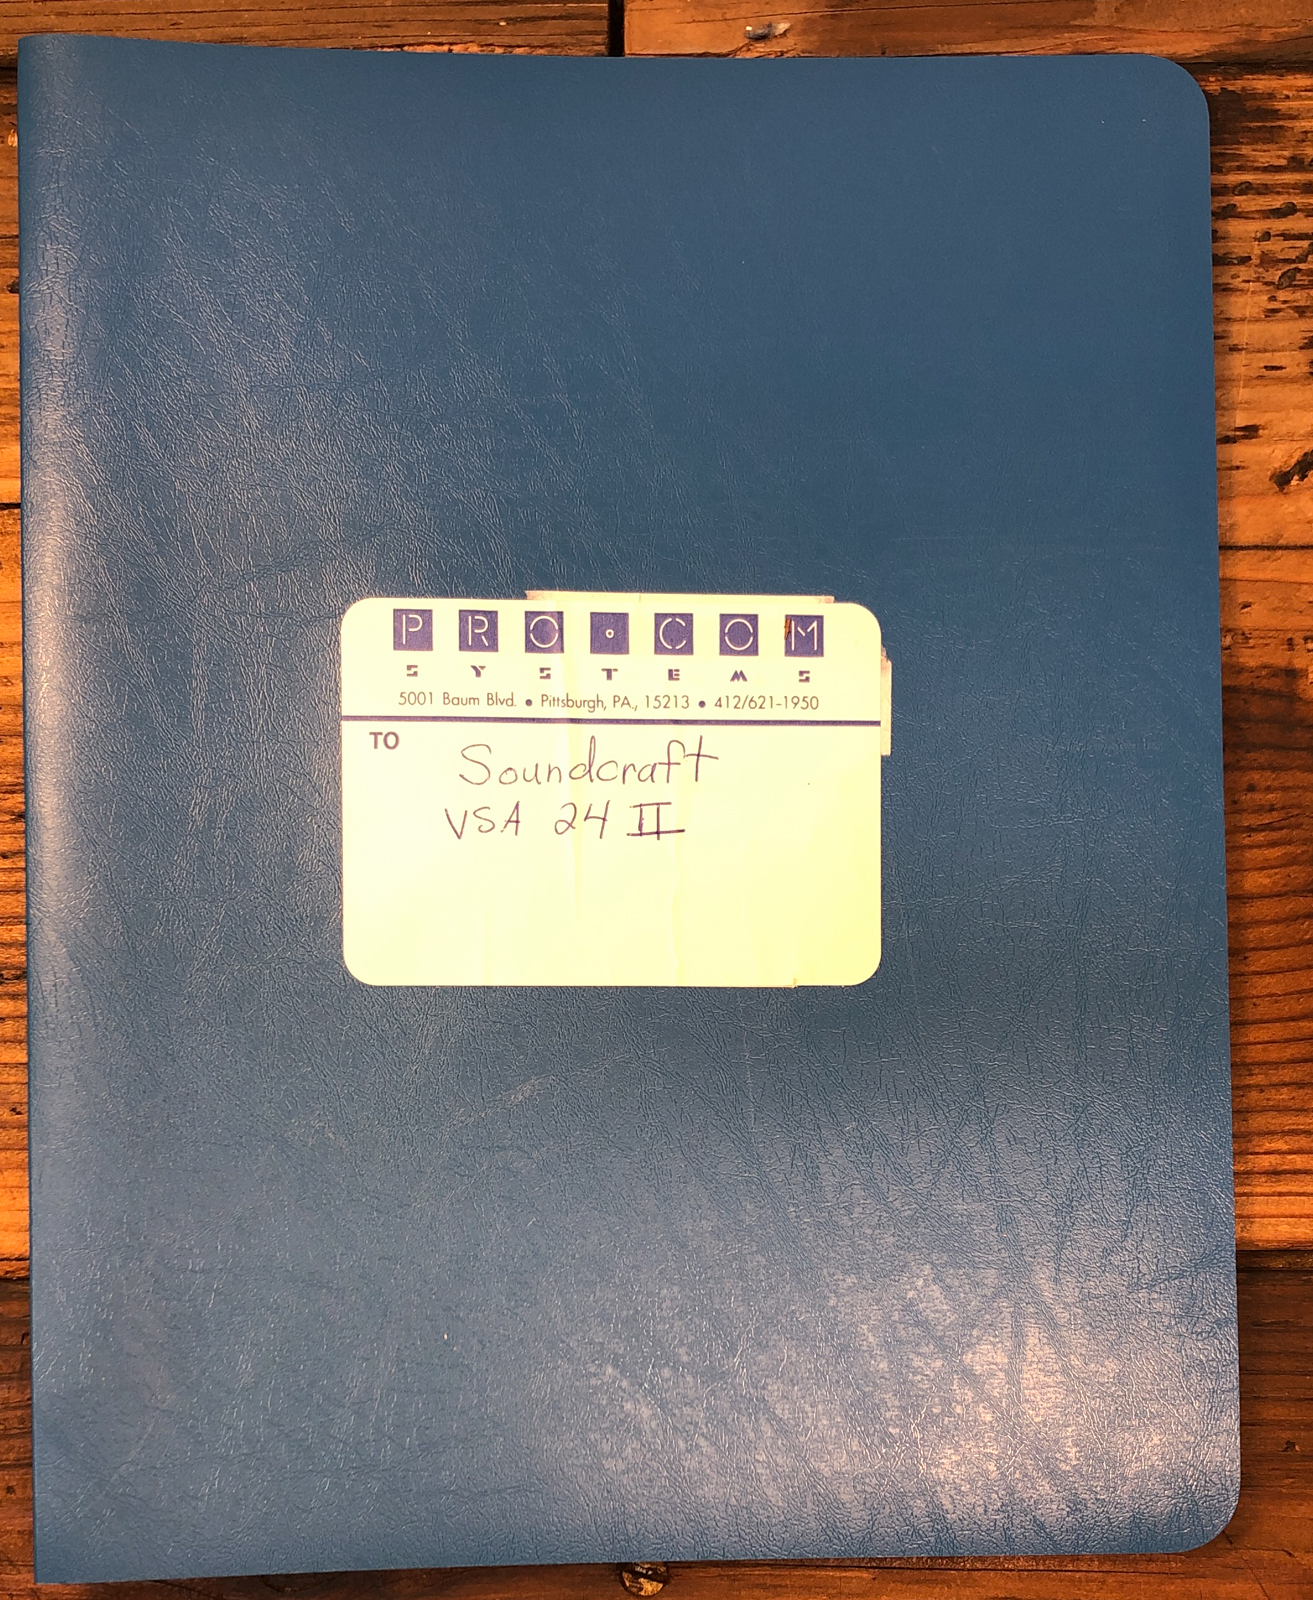 PRO•COM
SYSTEMS
5001 Baum Blvd. • Pittsburgh, PA., 15213 • 412/621-1950
TO
Soundcraft
VSA 24 II